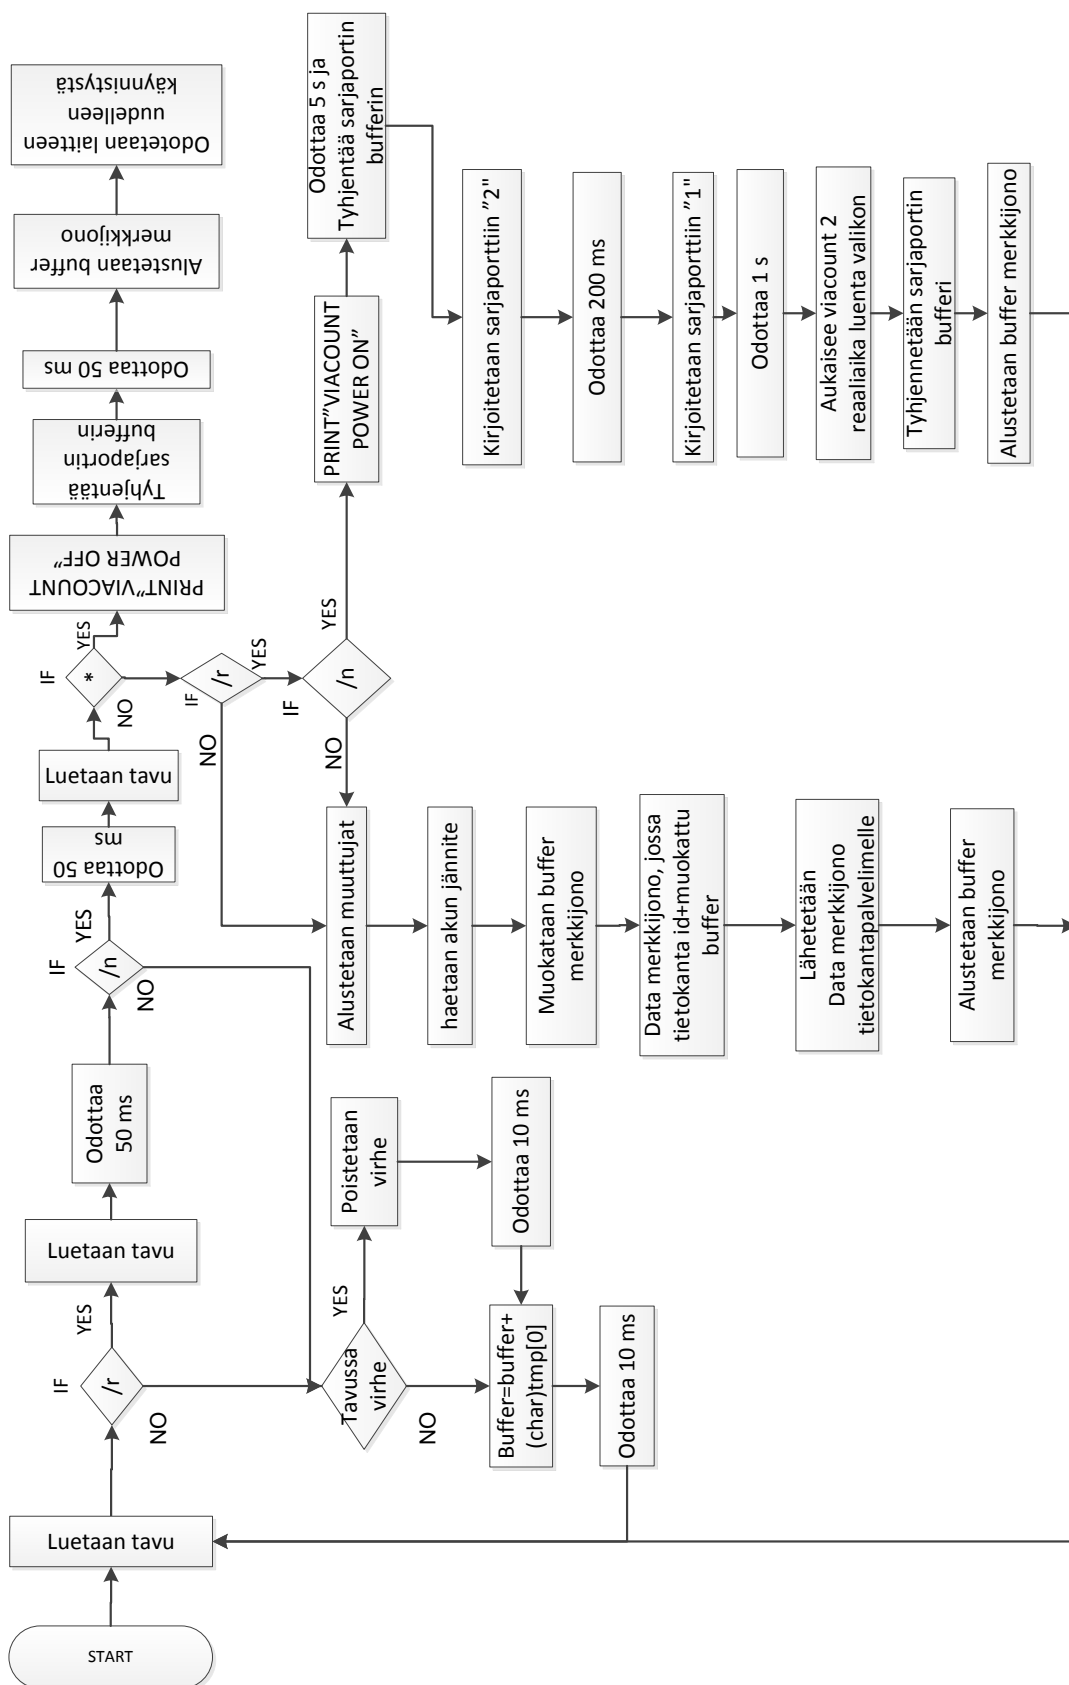 START
Luetaan tavu
IF
/r
YES
NO
Luetaan tavu
Odottaa
50 ms
IF
/n
YES
NO
Odottaa 50
ms
Luetaan tavu
IF
*
YES
NO
PRINT"VIACOUNT
POWER OFF"
Tyhjentää
sarjaportin
bufferin
Odottaa 50 ms
Alustetaan buffer
merkkijono
Odotetaan laitteen
uudelleen
käynnistystä
IF
/r
YES
NO
IF
/n
YES
NO
PRINT"VIACOUNT
POWER ON"
Odottaa 5 s ja
Tyhjentää sarjaportin
bufferin
Kirjoitetaan sarjaporttiin "2"
Odottaa 200 ms
Kirjoitetaan sarjaporttiin "1"
Odottaa 1 s
Aukaisee viacount 2
reaaliaika luenta valikon
Tyhjennetään sarjaportin
bufferi
Alustetaan buffer merkkijono
Alustetaan muuttujat
haetaan akun jännite
Muokataan buffer
merkkijono
Data merkkijono, jossa
tietokanta id+muokattu
buffer
Lähetetään
Data merkkijono
tietokantapalvelimelle
Alustetaan buffer
merkkijono
Tavussa
virhe
YES
NO
Poistetaan
virhe
Odottaa 10 ms
Buffer=buffer+
(char)tmp[0]
Odottaa 10 ms